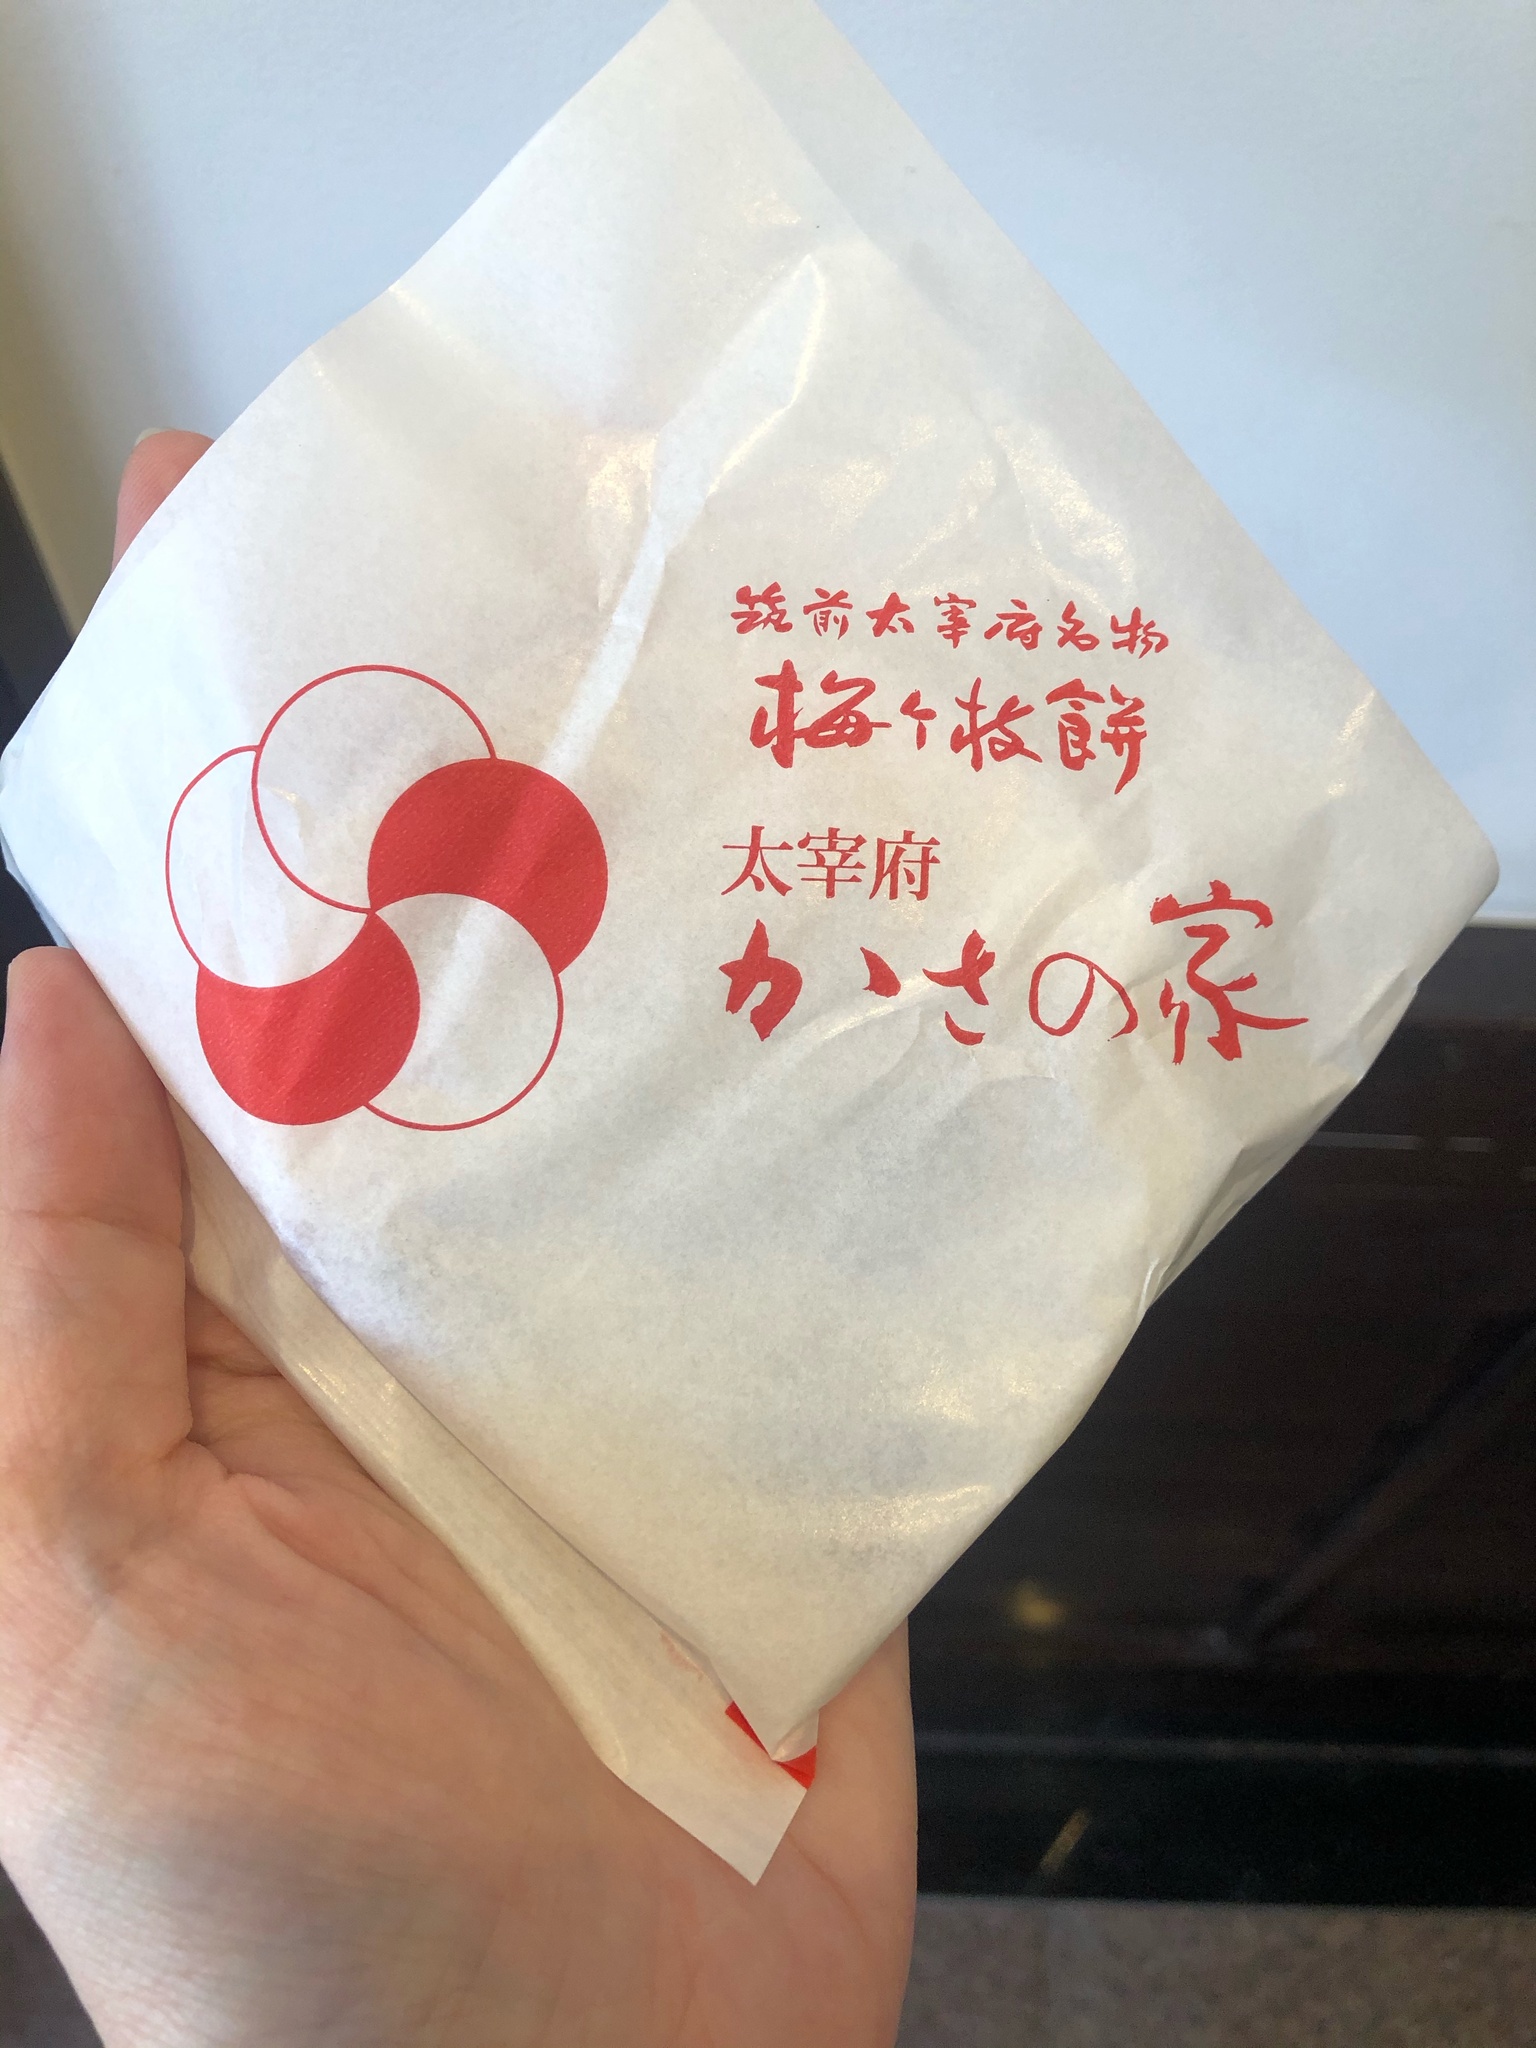 筑前太宰府名物
梅ヶ枝餅
太宰府
かさの家